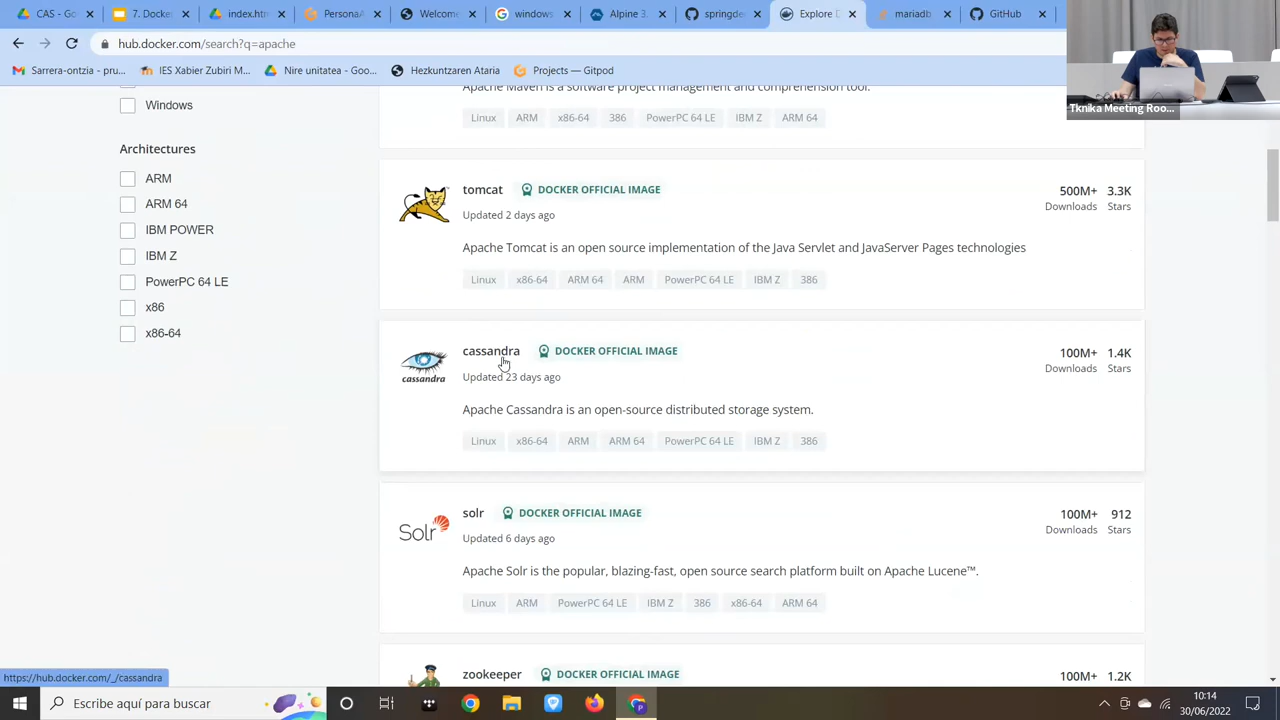 PersonA
index.ht
Apache
Alpine 3.
springde
mariadb
GitHub
hub.docker.com/search?q=apache
Sarrera-ontzia - pru...
IES Xabier Zubiri M...
Nire unitatea - Goo...
Hezkuntzaren Ataria
Projects — Gitpod
Tknika Meeting Roo...
Windows
Architectures
ARM
ARM 64
IBM POWER
IBM Z
PowerPC 64 LE
x86
x86-64
Apache Maven is a software project management and comprehension tool.
Linux ARM x86-64 386 PowerPC 64 LE IBM Z ARM 64
tomcat DOCKER OFFICIAL IMAGE
Updated 2 days ago
500M+ 3.3K
Downloads Stars
Apache Tomcat is an open source implementation of the Java Servlet and JavaServer Pages technologies
Linux x86-64 ARM 64 ARM PowerPC 64 LE IBM Z 386
cassandra DOCKER OFFICIAL IMAGE
Updated 23 days ago
100M+ 1.4K
Downloads Stars
cassandra
Apache Cassandra is an open-source distributed storage system.
Linux x86-64 ARM ARM 64 PowerPC 64 LE IBM Z 386
solr DOCKER OFFICIAL IMAGE
Updated 6 days ago
100M+ 912
Downloads Stars
Solr
Apache Solr is the popular, blazing-fast, open source search platform built on Apache Lucene™.
Linux ARM PowerPC 64 LE IBM Z 386 x86-64 ARM 64
zookeeper DOCKER OFFICIAL IMAGE
100M+ 1.2K
https://hub.docker.com/_/cassandra
Escribe aquí para buscar
10:14
30/06/2022